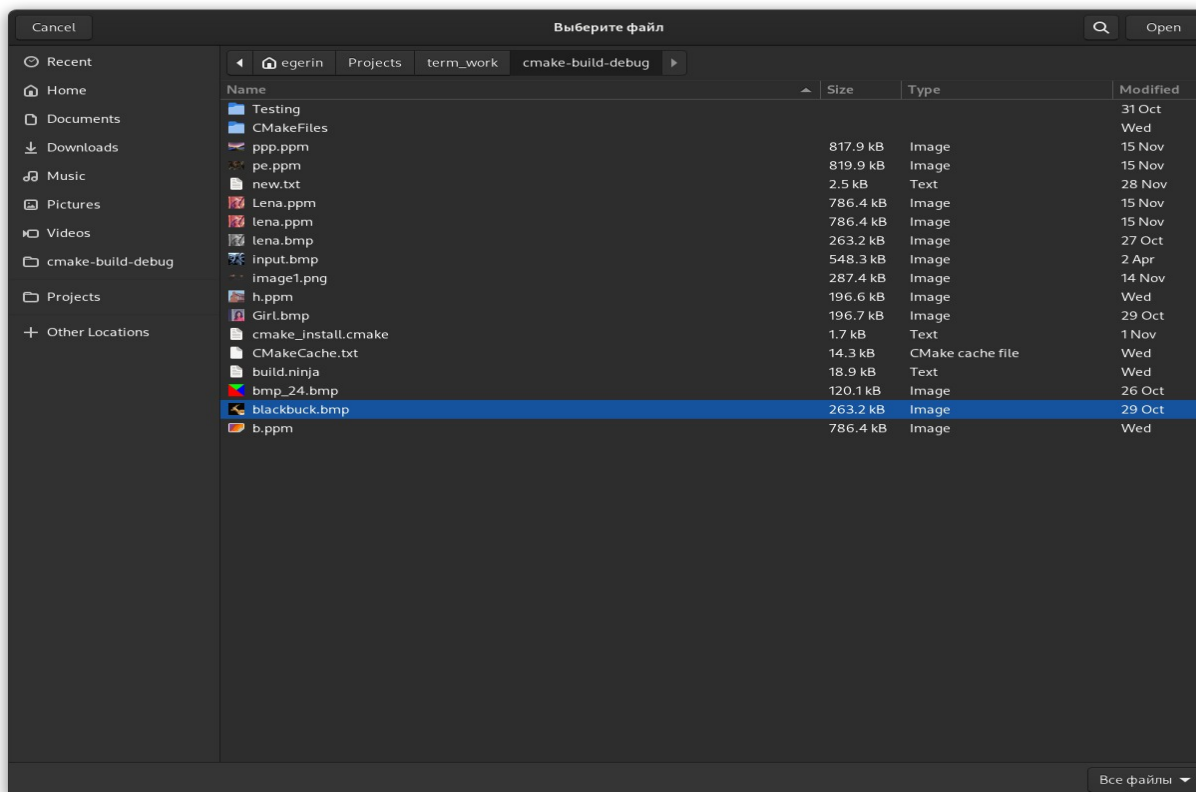 Cancel Выберите файл Open
Recent
Home
Documents
Downloads
Music
Pictures
Videos
cmake-build-debug
Projects
Other Locations
egerin Projects term_work cmake-build-debug
Name Size Type Modified
Testing 31 Oct
CMakeFiles Wed
ppp.ppm 817.9 kB Image 15 Nov
pe.ppm 819.9 kB Image 15 Nov
new.txt 2.5 kB Text 28 Nov
Lena.ppm 786.4 kB Image 15 Nov
lena.ppm 786.4 kB Image 15 Nov
lena.bmp 263.2 kB Image 27 Oct
input.bmp 548.3 kB Image 2 Apr
image1.png 287.4 kB Image 14 Nov
h.ppm 196.6 kB Image Wed
Girl.bmp 196.7 kB Image 29 Oct
cmake_install.cmake 1.7 kB Text 1 Nov
CMakeCache.txt 14.3 kB CMake cache file Wed
build.ninja 18.9 kB Text Wed
bmp_24.bmp 120.1 kB Image 26 Oct
blackbuck.bmp 263.2 kB Image 29 Oct
b.ppm 786.4 kB Image Wed
Все файлы